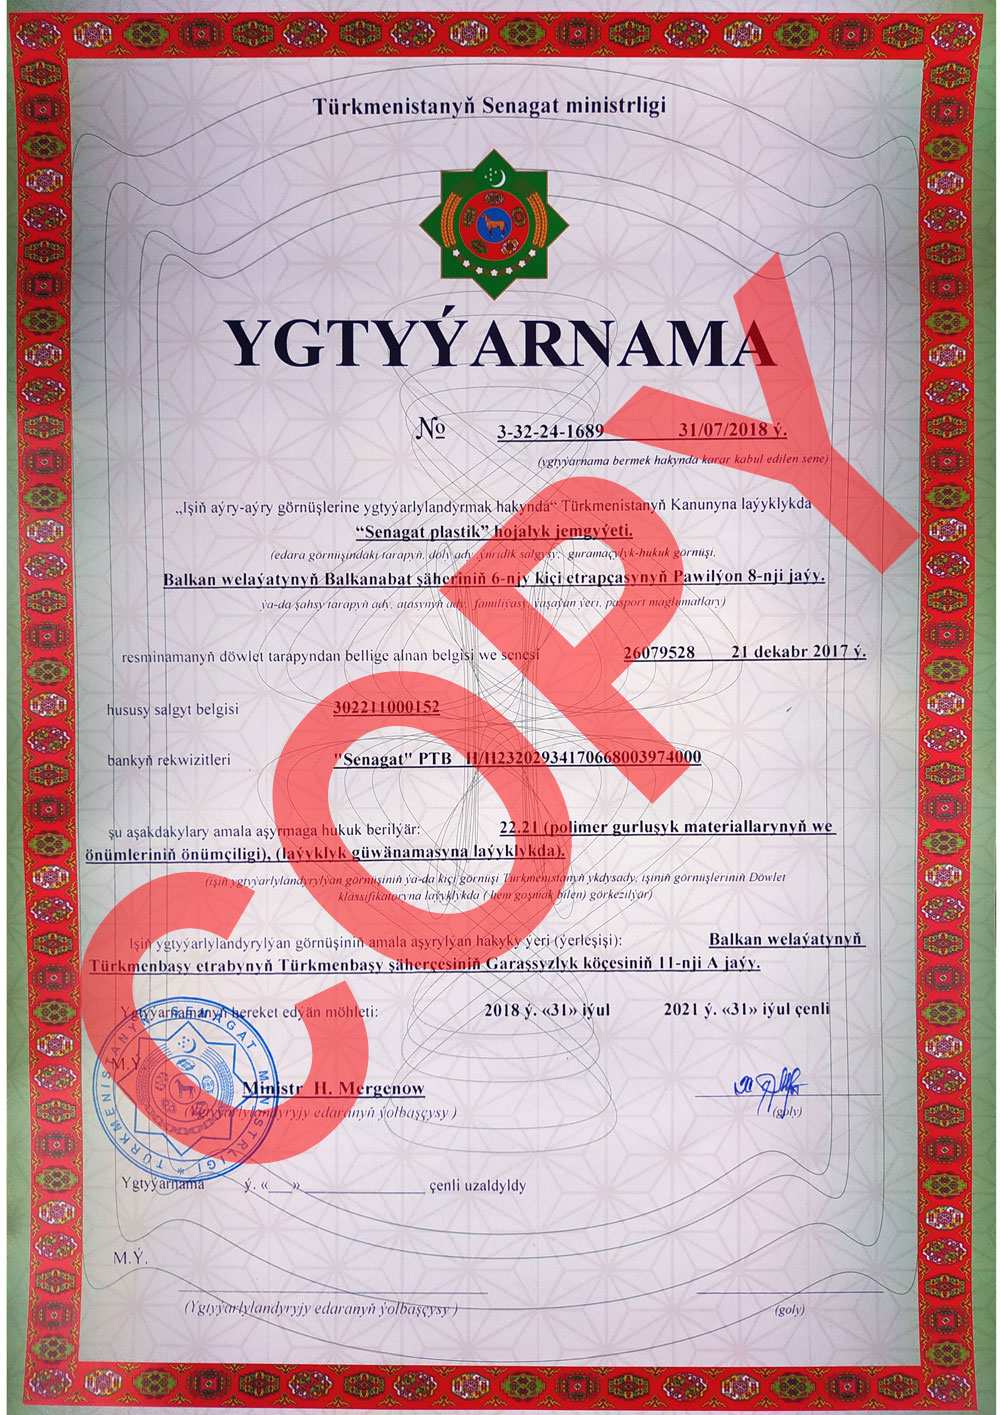 Türkmenistanyň Senagat ministrligi
YGTYÝARNAMA
№ 3-32-24-1689 31/07/2018 ý.
(ygtyýarnama bermek hakynda karar kabul edilen sene)
„Işiň aýry-aýry görnüşlerine ygtyýarlylandyrmak hakynda“ Türkmenistanyň Kanunyna laýyklykda
“Senagat plastik” hojalyk jemgyýeti.
(edara görnüşindäki tarapyň, doly ady, ýuridik salgysy, guramaçylyk-hukuk görnüşi,
Balkan welaýatynyň Balkanabat şäheriniň 6-njy kiçi etrapçasynyň Pawilýon 8-nji jaýy.
ýa-da şahsy tarapyň ady, atasynyň ady, familiýasy, ýaşaýan ýeri, pasport maglumatlary)
resminamanyň döwlet tarapyndan bellige alnan belgisi we senesi 26079528 21 dekabr 2017 ý.
hususy salgyt belgisi 302211000152
bankyň rekwizitleri "Senagat" PTB H/H23202934170668003974000
şu aşakdakylary amala aşyrmaga hukuk berilýär: 22.21 (polimer gurluşyk materiallarynyň we
önümleriniň önümçiligi), (laýyklyk güwänamasyna laýyklykda).
(işiň ygtyýarlylandyrylýan görnüşiniň ýa-da kiçi görnüşi Türkmenistanyň ykdysady, işiniň görnüşleriniň Döwlet
klassifikatoryna laýyklykda ( hem goşmak bilen) görkezilýär)
Işiň ygtyýarlylandyrylýan görnüşiniň amala aşyrylýan hakyky ýeri (ýerleşişi): Balkan welaýatynyň
Türkmenbaşy etrabynyň Türkmenbaşy şäherçesiniň Garaşsyzlyk köçesiniň 11-nji A jaýy.
Ygtyýarnamanyň hereket edýän möhleti: 2018 ý. «31» iýul 2021 ý. «31» iýul çenli
M.Ý.
Ministr H. Mergenow
(Ygtyýarlylandyryjy edaranyň ýolbaşçysy ) (goly)
TÜRKMENISTANYŇ SENAGAT MINISTRLIGI *
Ygtyýarnama ý. «___» _______________ çenli uzaldyldy
M.Ý.
(Ygtyýarlylandyryjy edaranyň ýolbaşçysy ) (goly)
COPY